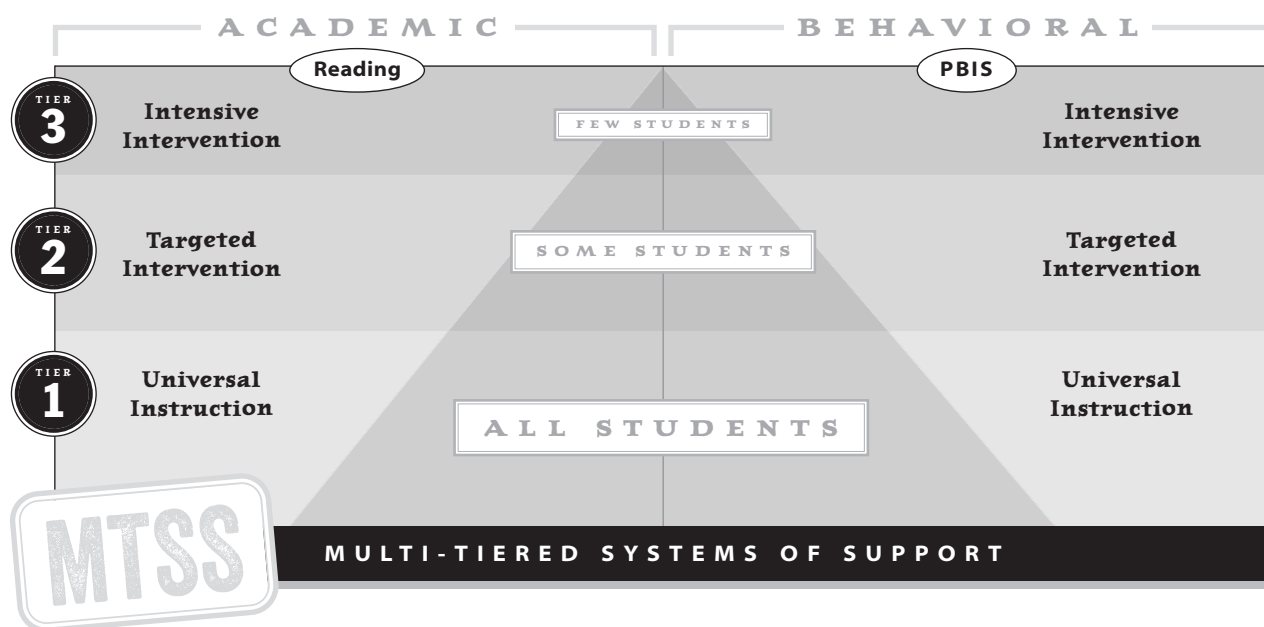 ACADEMIC
BEHAVIORAL
Reading
PBIS
TIER
3
Intensive
Intervention
FEW STUDENTS
Intensive
Intervention
TIER
2
Targeted
Intervention
SOME STUDENTS
Targeted
Intervention
TIER
1
Universal
Instruction
ALL STUDENTS
Universal
Instruction
MTSS
MULTI-TIERED SYSTEMS OF SUPPORT